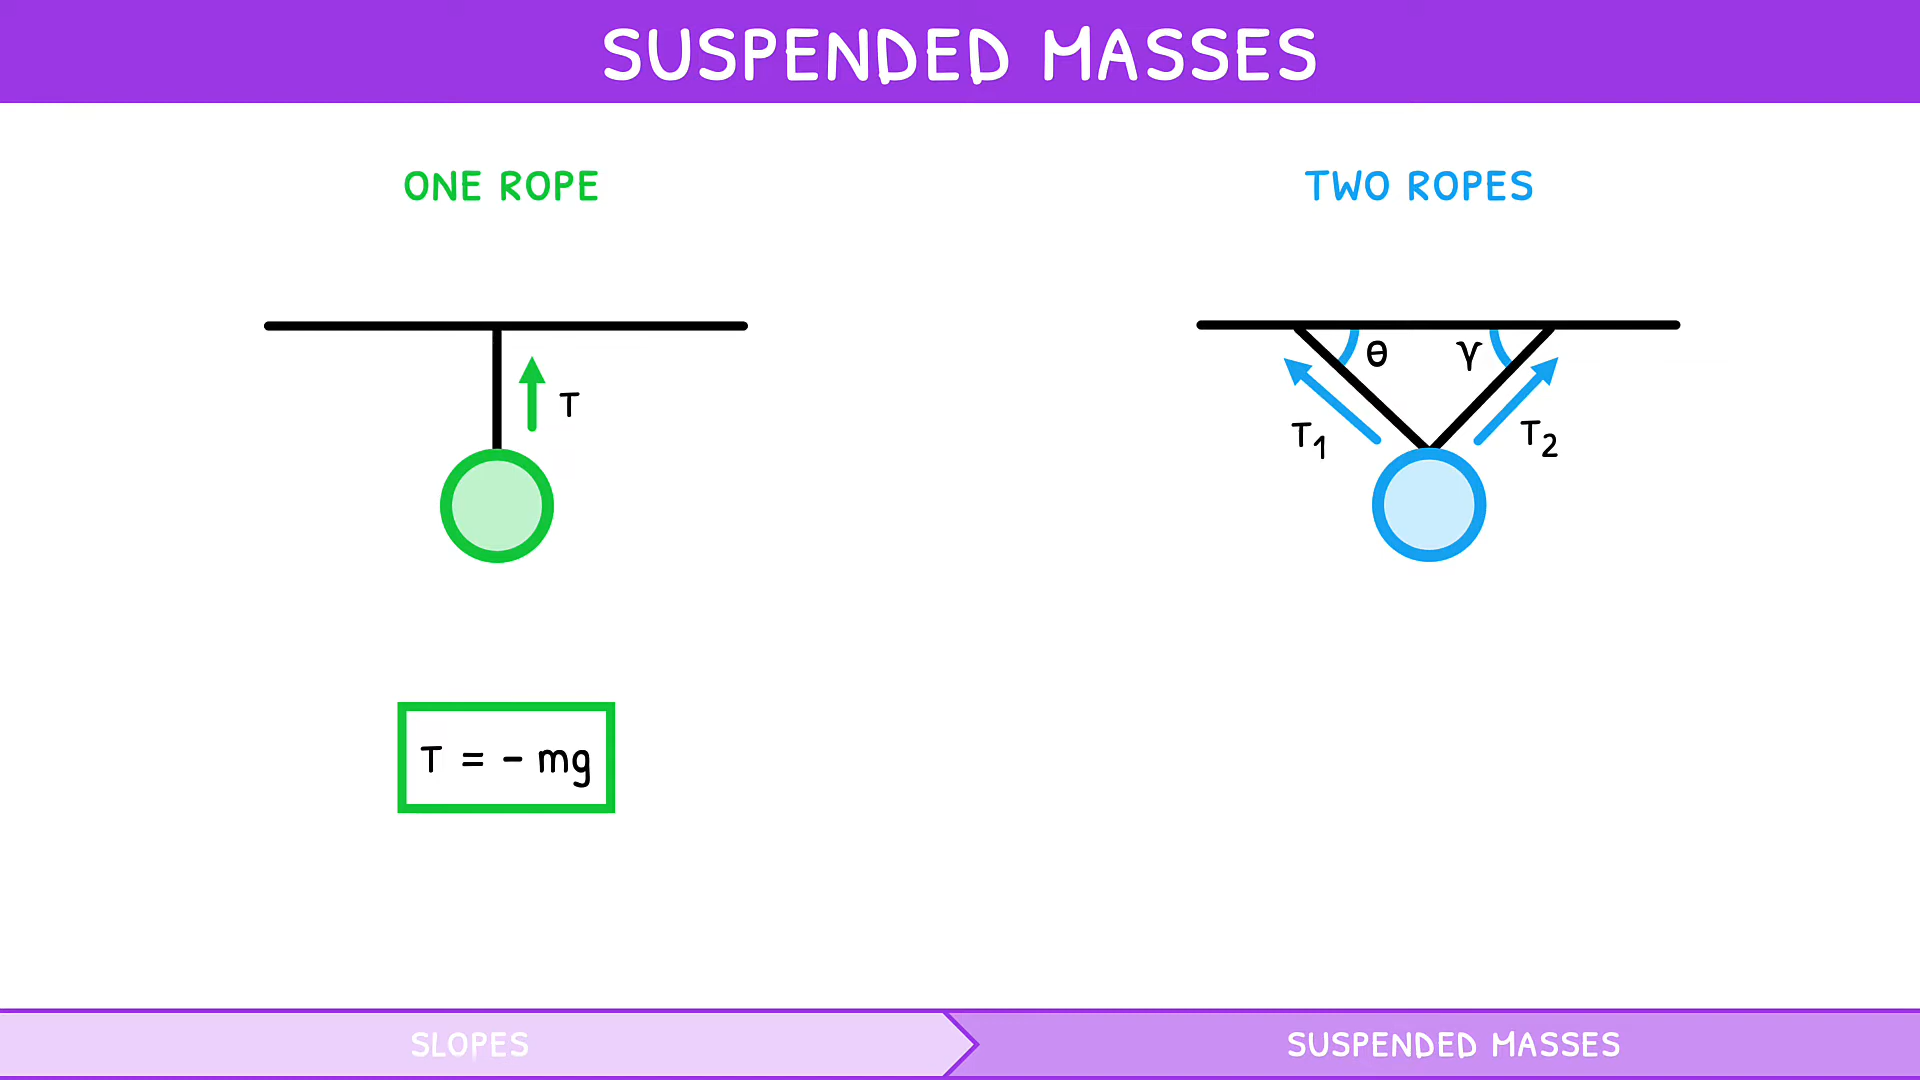 SUSPENDED MASSES
ONE ROPE
T
T = - mg
TWO ROPES
θ
γ
T₁
T₂
SLOPES
SUSPENDED MASSES